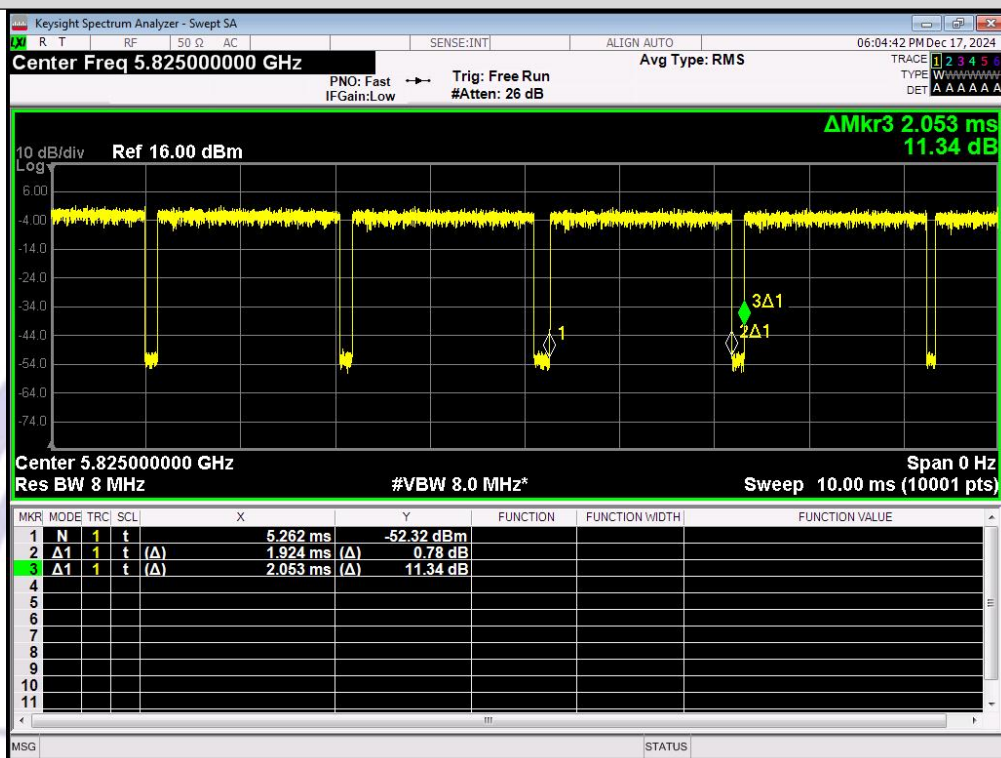 Keysight Spectrum Analyzer - Swept SA
LXI R T RF 50 Ω AC SENSE:INT ALIGN AUTO 06:04:42 PM Dec 17, 2024
Center Freq 5.825000000 GHz Avg Type: RMS TRACE 1 2 3 4 5 6
PNO: Fast Trig: Free Run TYPE WWWWWW
IFGain:Low #Atten: 26 dB DET A A A A A A
ΔMkr3 2.053 ms
10 dB/div Ref 16.00 dBm 11.34 dB
Log
6.00
-4.00
-14.0
-24.0
-34.0 3Δ1
-44.0 1 2Δ1
-54.0
-64.0
-74.0
Center 5.825000000 GHz Span 0 Hz
Res BW 8 MHz #VBW 8.0 MHz* Sweep 10.00 ms (10001 pts)
MKR MODE TRC SCL X Y FUNCTION FUNCTION WIDTH FUNCTION VALUE
1 N 1 t 5.262 ms -52.32 dBm
2 Δ1 1 t (Δ) 1.924 ms (Δ) 0.78 dB
3 Δ1 1 t (Δ) 2.053 ms (Δ) 11.34 dB
4
5
6
7
8
9
10
11
MSG STATUS